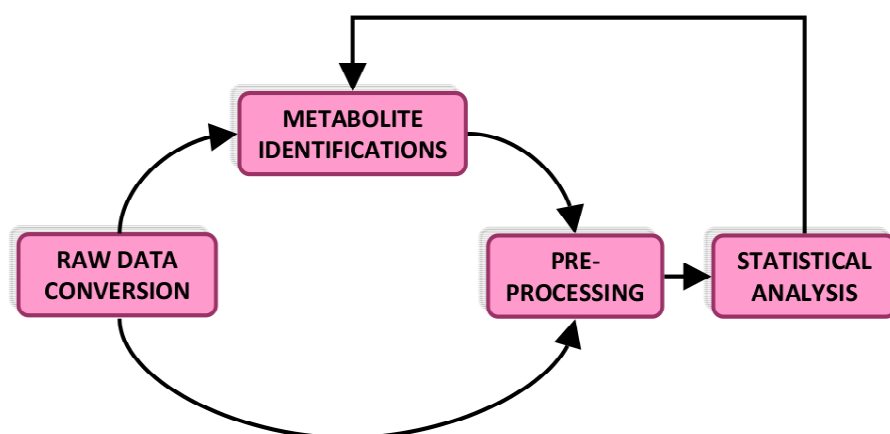 METABOLITE
IDENTIFICATIONS
RAW DATA
CONVERSION
PRE-
PROCESSING
STATISTICAL
ANALYSIS